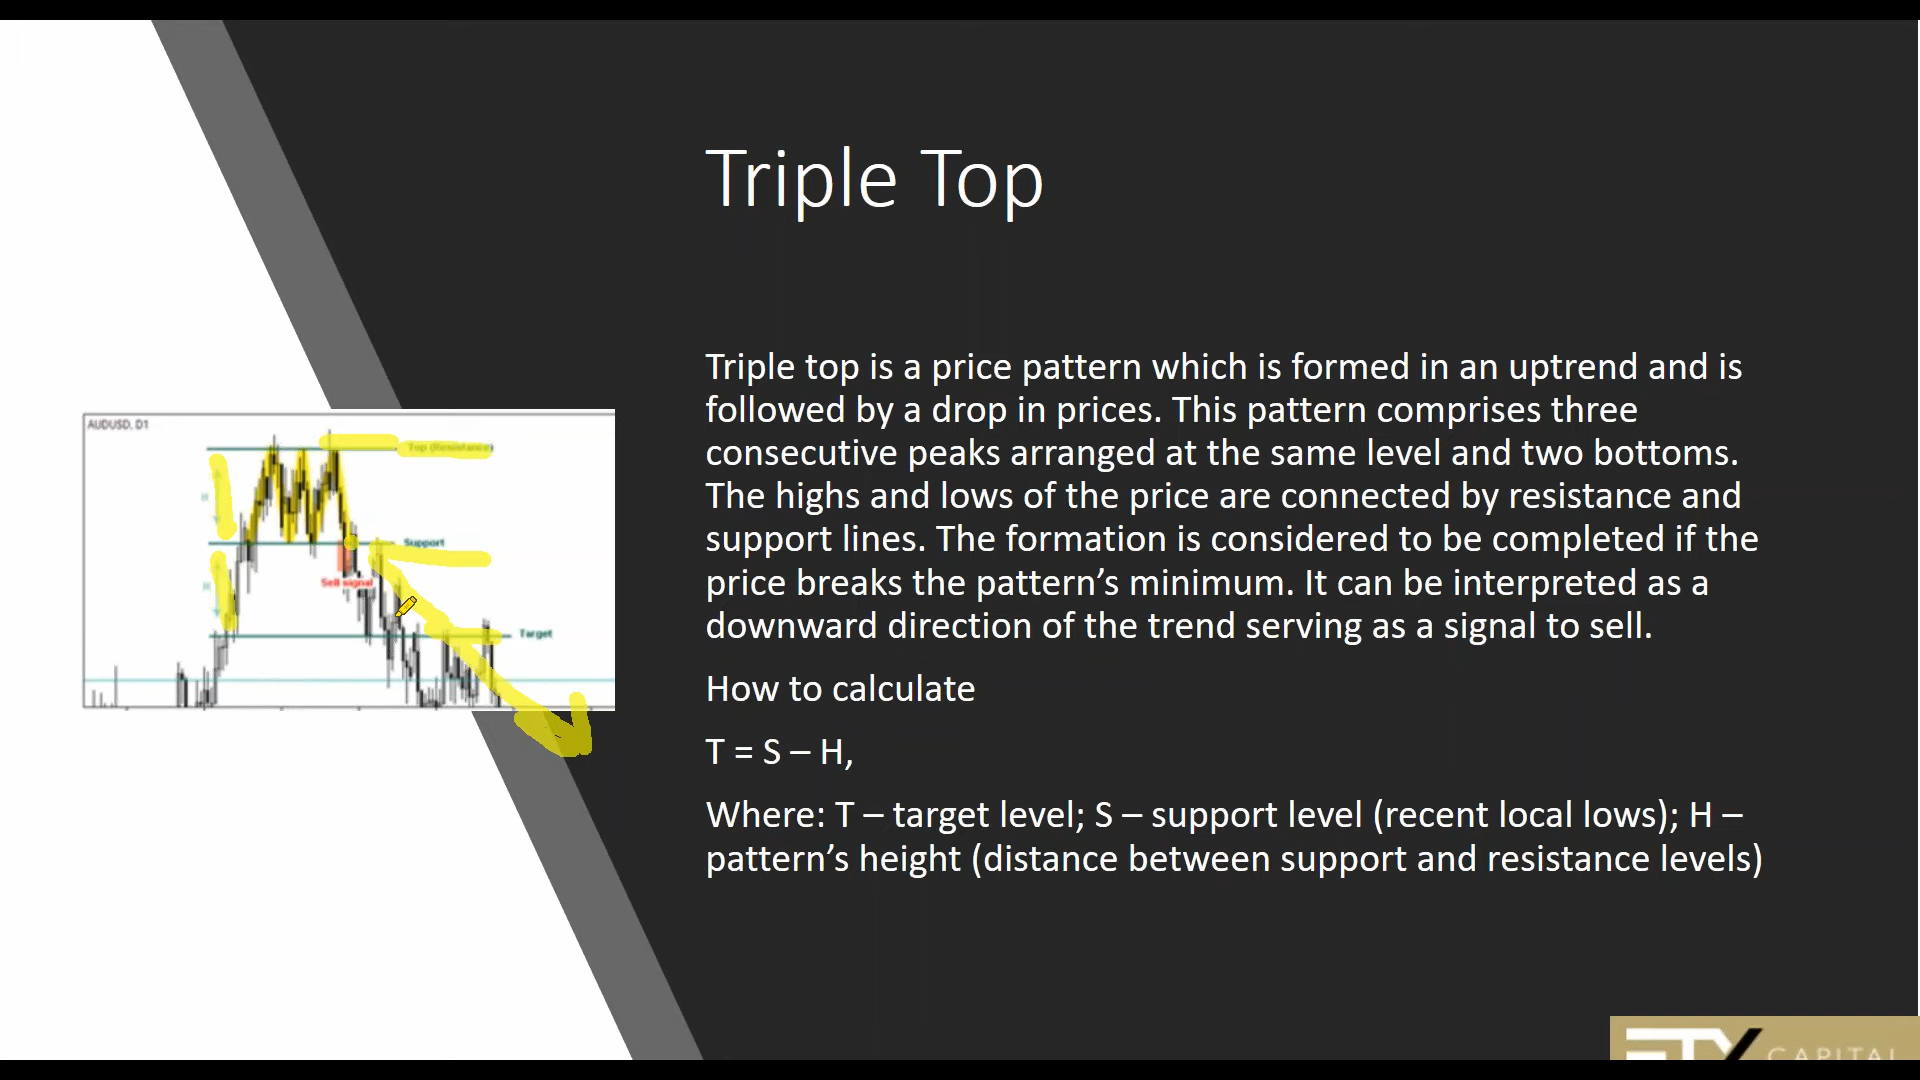 Triple Top
AUDUSD, D1
Top (Resistance)
H
Support
Sell signal
H
Target
Triple top is a price pattern which is formed in an uptrend and is
followed by a drop in prices. This pattern comprises three
consecutive peaks arranged at the same level and two bottoms.
The highs and lows of the price are connected by resistance and
support lines. The formation is considered to be completed if the
price breaks the pattern’s minimum. It can be interpreted as a
downward direction of the trend serving as a signal to sell.
How to calculate
T = S – H,
Where: T – target level; S – support level (recent local lows); H –
pattern’s height (distance between support and resistance levels)
CAPITAL